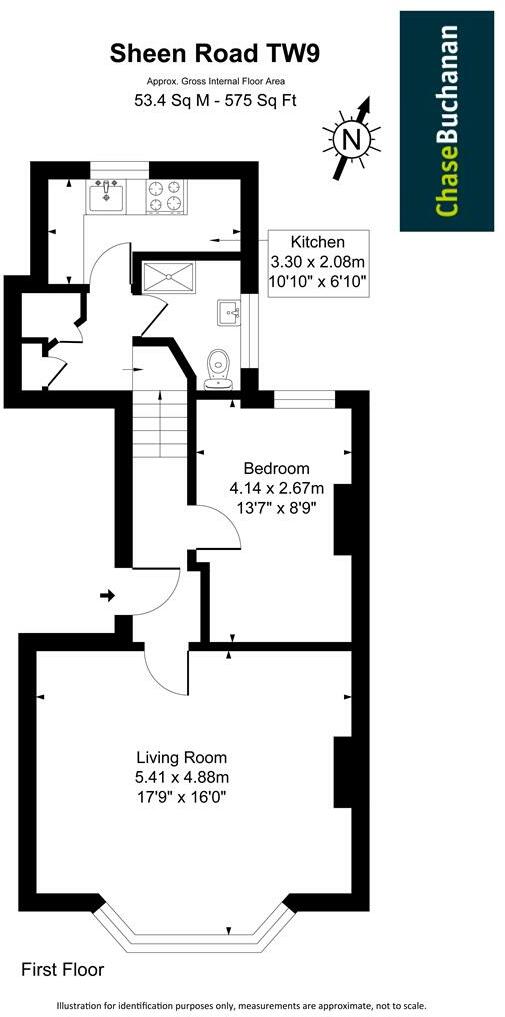 Sheen Road TW9
Approx. Gross Internal Floor Area
53.4 Sq M - 575 Sq Ft
N
ChaseBuchanan
Kitchen
3.30 x 2.08m
10'10" x 6'10"
Bedroom
4.14 x 2.67m
13'7" x 8'9"
Living Room
5.41 x 4.88m
17'9" x 16'0"
First Floor
Illustration for identification purposes only, measurements are approximate, not to scale.